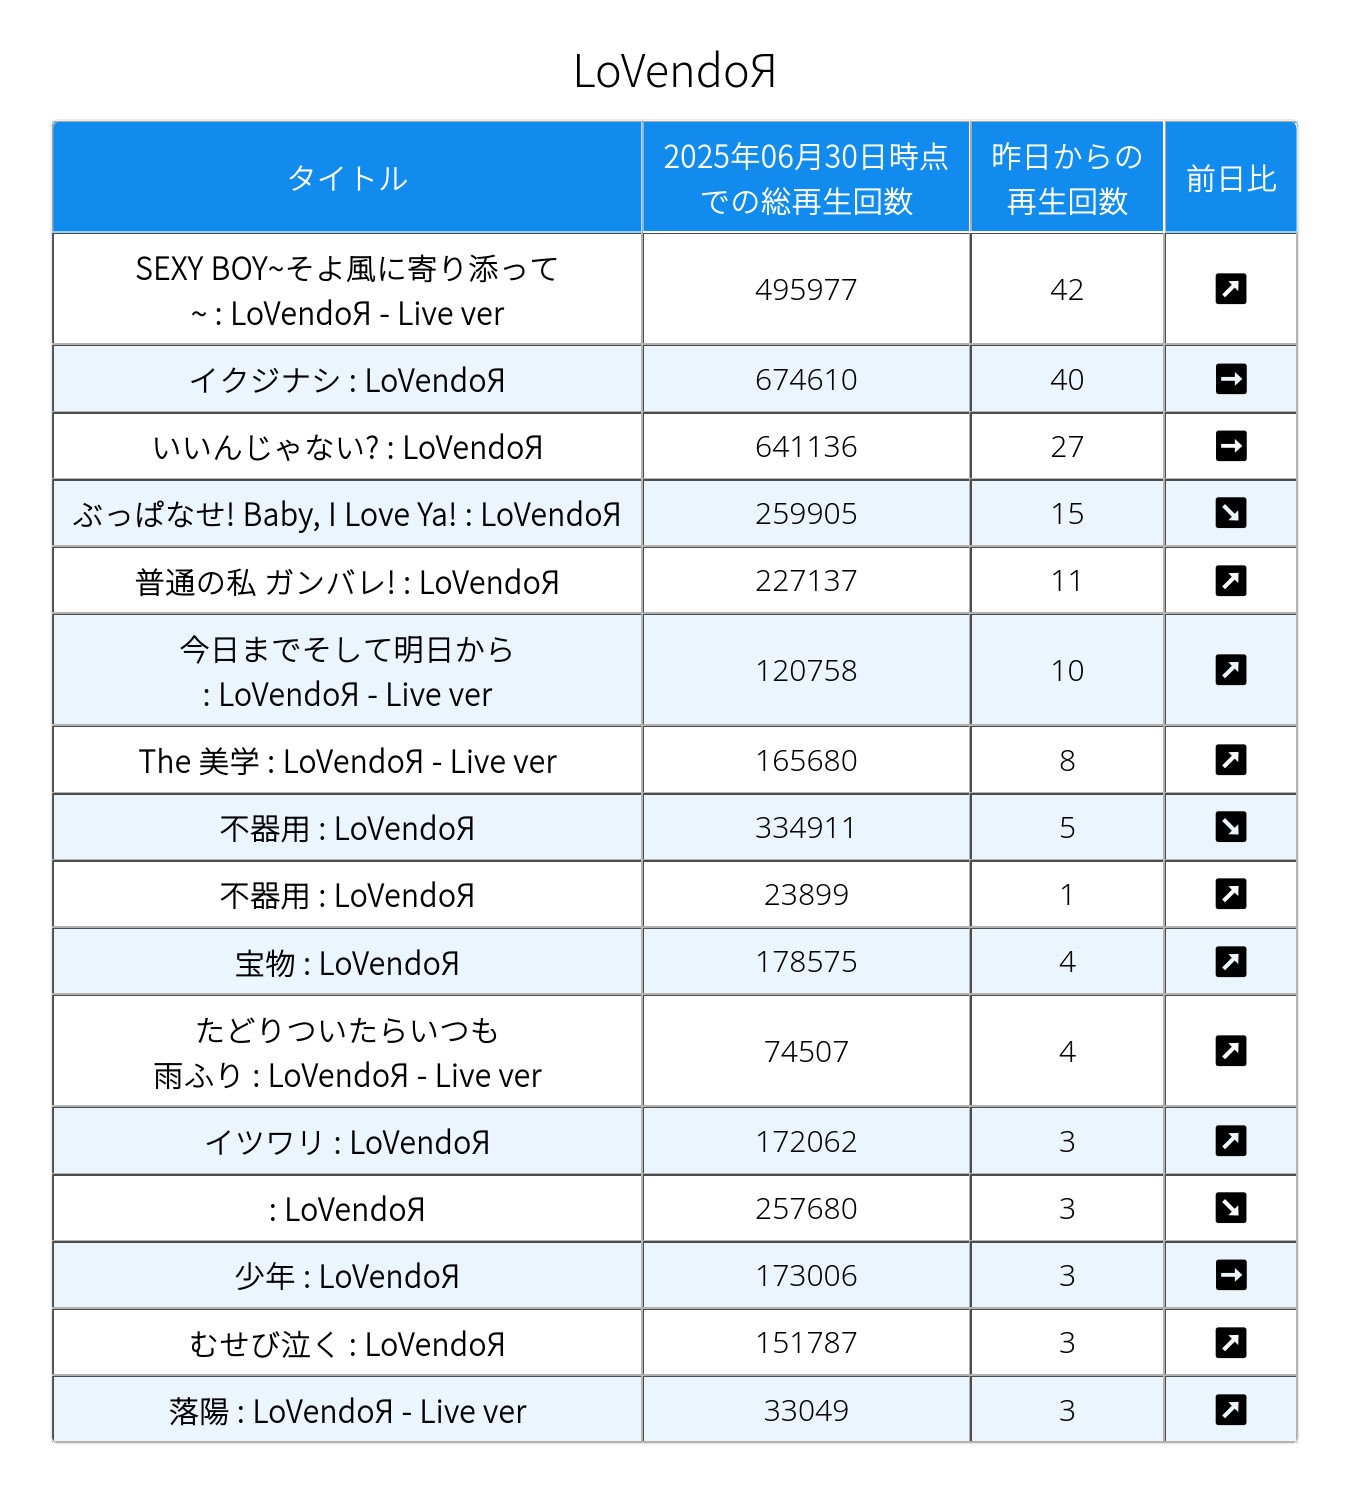 LoVendoЯ
タイトル
2025年06月30日時点
での総再生回数
昨日からの
再生回数
前日比
SEXY BOY~そよ風に寄り添って
~ : LoVendoЯ - Live ver
495977
42
イクジナシ : LoVendoЯ
674610
40
いいんじゃない? : LoVendoЯ
641136
27
ぶっぱなせ! Baby, I Love Ya! : LoVendoЯ
259905
15
普通の私 ガンバレ! : LoVendoЯ
227137
11
今日までそして明日から
: LoVendoЯ - Live ver
120758
10
The 美学 : LoVendoЯ - Live ver
165680
8
不器用 : LoVendoЯ
334911
5
不器用 : LoVendoЯ
23899
1
宝物 : LoVendoЯ
178575
4
たどりついたらいつも
雨ふり : LoVendoЯ - Live ver
74507
4
イツワリ : LoVendoЯ
172062
3
: LoVendoЯ
257680
3
少年 : LoVendoЯ
173006
3
むせび泣く : LoVendoЯ
151787
3
落陽 : LoVendoЯ - Live ver
33049
3